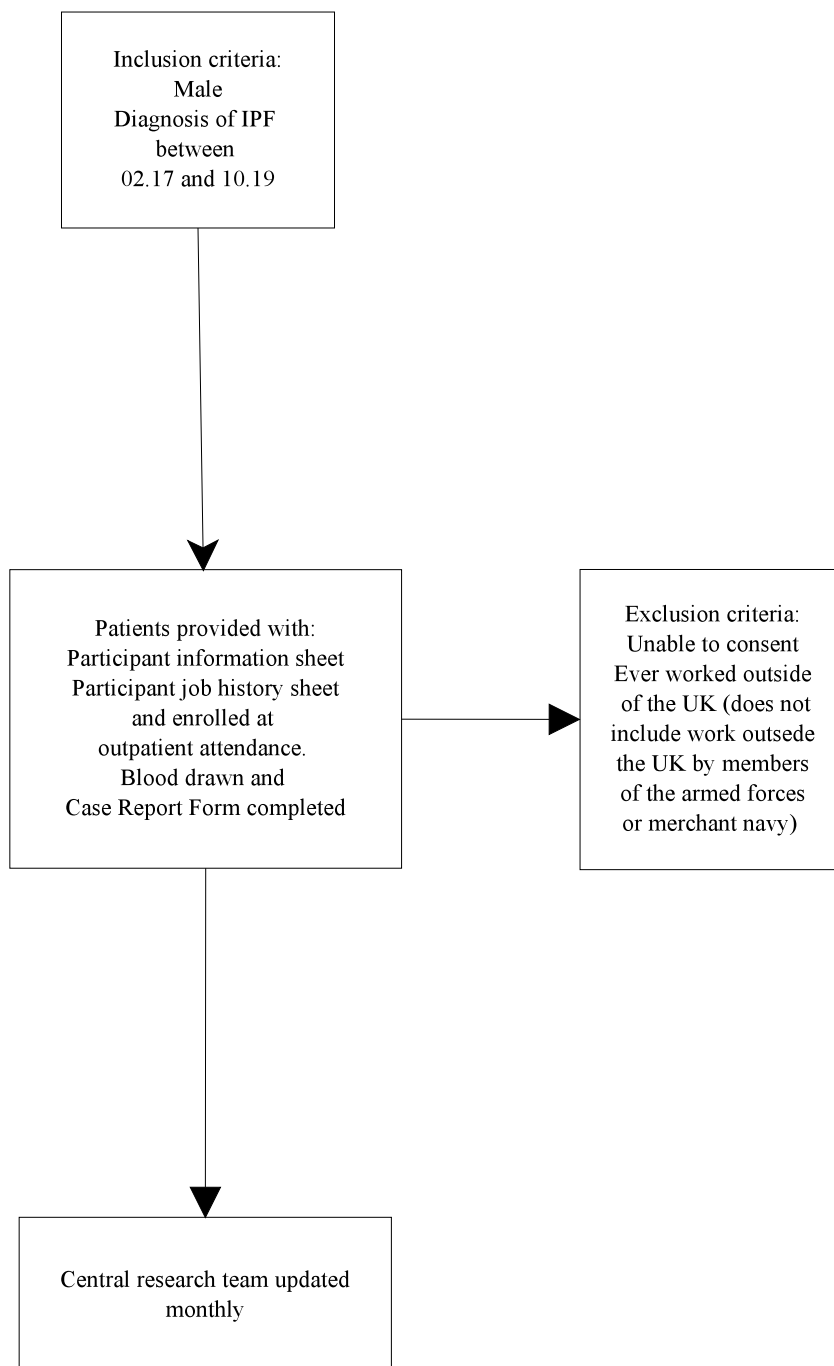 Inclusion criteria:
Male
Diagnosis of IPF
between
02.17 and 10.19
Patients provided with:
Participant information sheet
Participant job history sheet
and enrolled at
outpatient attendance.
Blood drawn and
Case Report Form completed
Exclusion criteria:
Unable to consent
Ever worked outside
of the UK (does not
include work outsede
the UK by members
of the armed forces
or merchant navy)
Central research team updated
monthly